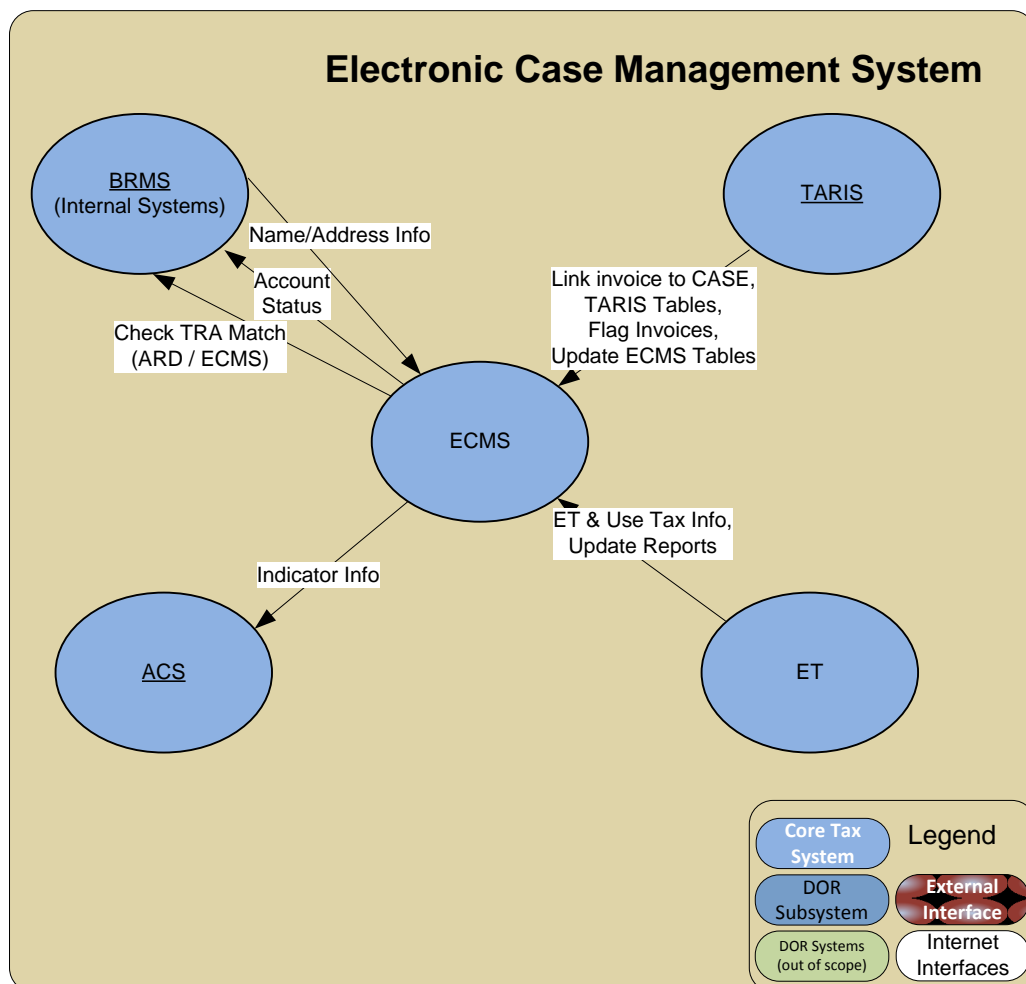 Electronic Case Management System
BRMS
(Internal Systems)
TARIS
Name/Address Info
Account
Status
Check TRA Match
(ARD / ECMS)
Link invoice to CASE,
TARIS Tables,
Flag Invoices,
Update ECMS Tables
ECMS
ET & Use Tax Info,
Update Reports
Indicator Info
ACS
ET
Legend
Core Tax
System
DOR
Subsystem
External
Interface
DOR Systems
(out of scope)
Internet
Interfaces